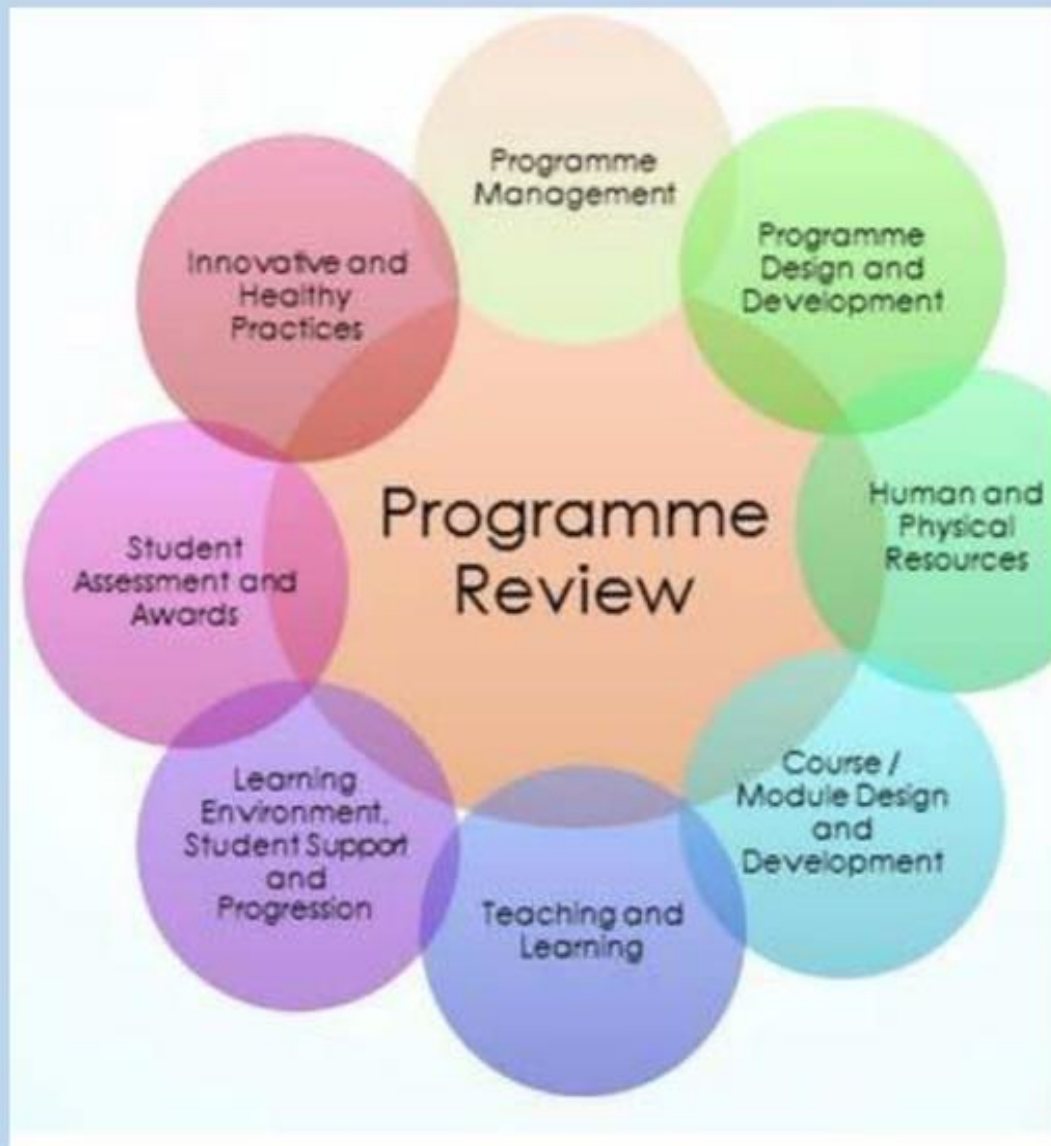 Programme
Management
Programme
Design and
Development
Human and
Physical
Resources
Course /
Module Design
and
Development
Teaching and
Learning
Learning
Environment,
Student Support
and
Progression
Student
Assessment and
Awards
Innovative and
Healthy
Practices
Programme
Review